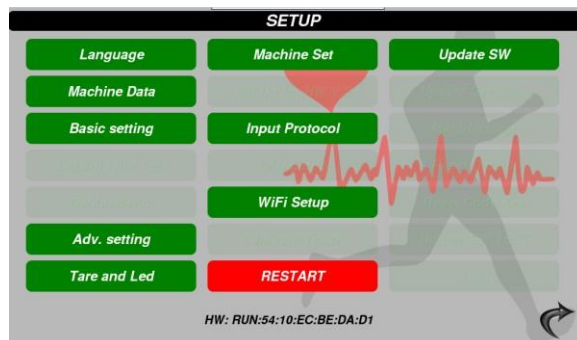 SETUP
Language
Machine Set
Update SW
Machine Data
Basic setting
Input Protocol
WiFi Setup
Adv. setting
Tare and Led
RESTART
HW: RUN:54:10:EC:BE:DA:D1